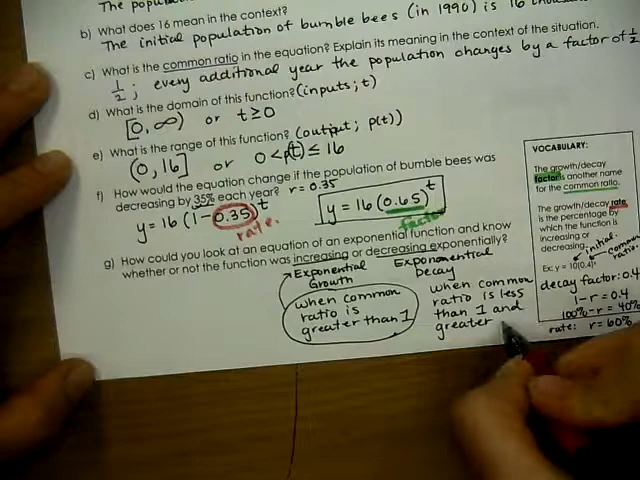 The popul
b) What does 16 mean in the context?
The initial population of bumble bees (in 1990) is 16 thous
c) What is the common ratio in the equation? Explain its meaning in the context of the situation.
1/2 ; every additional year the population changes by a factor of 1/2
d) What is the domain of this function? (inputs; t)
[0, ∞) or t ≥ 0
e) What is the range of this function? (output; p(t))
(0, 16] or 0 < p(t) ≤ 16
f) How would the equation change if the population of bumble bees was
decreasing by 35% each year? r = 0.35
y = 16 (1 - 0.35)^t
rate.
y = 16 (0.65)^t
factor
g) How could you look at an equation of an exponential function and know
whether or not the function was increasing or decreasing exponentially?
Exponential
Growth
when common
ratio is
greater than 1
Exponential
Decay
when common
ratio is less
than 1 and
greater
VOCABULARY:
The growth/decay
factor is another name
for the common ratio.
The growth/decay rate
is the percentage by
which the function is
increasing or
decreasing.
initial
Ex: y = 10(0.4)
common
ratio.
decay factor: 0.4
1 - r = 0.4
100% - r = 40%
rate: r = 60%